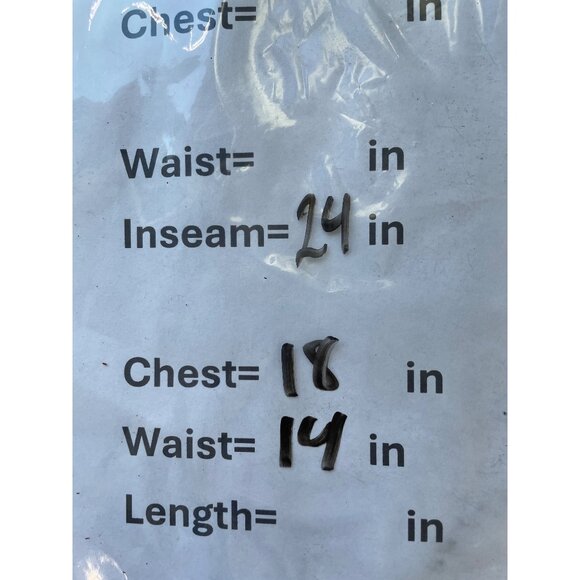 Chest= in
Waist= in
Inseam= 24 in
Chest= 18 in
Waist= 14 in
Length= in